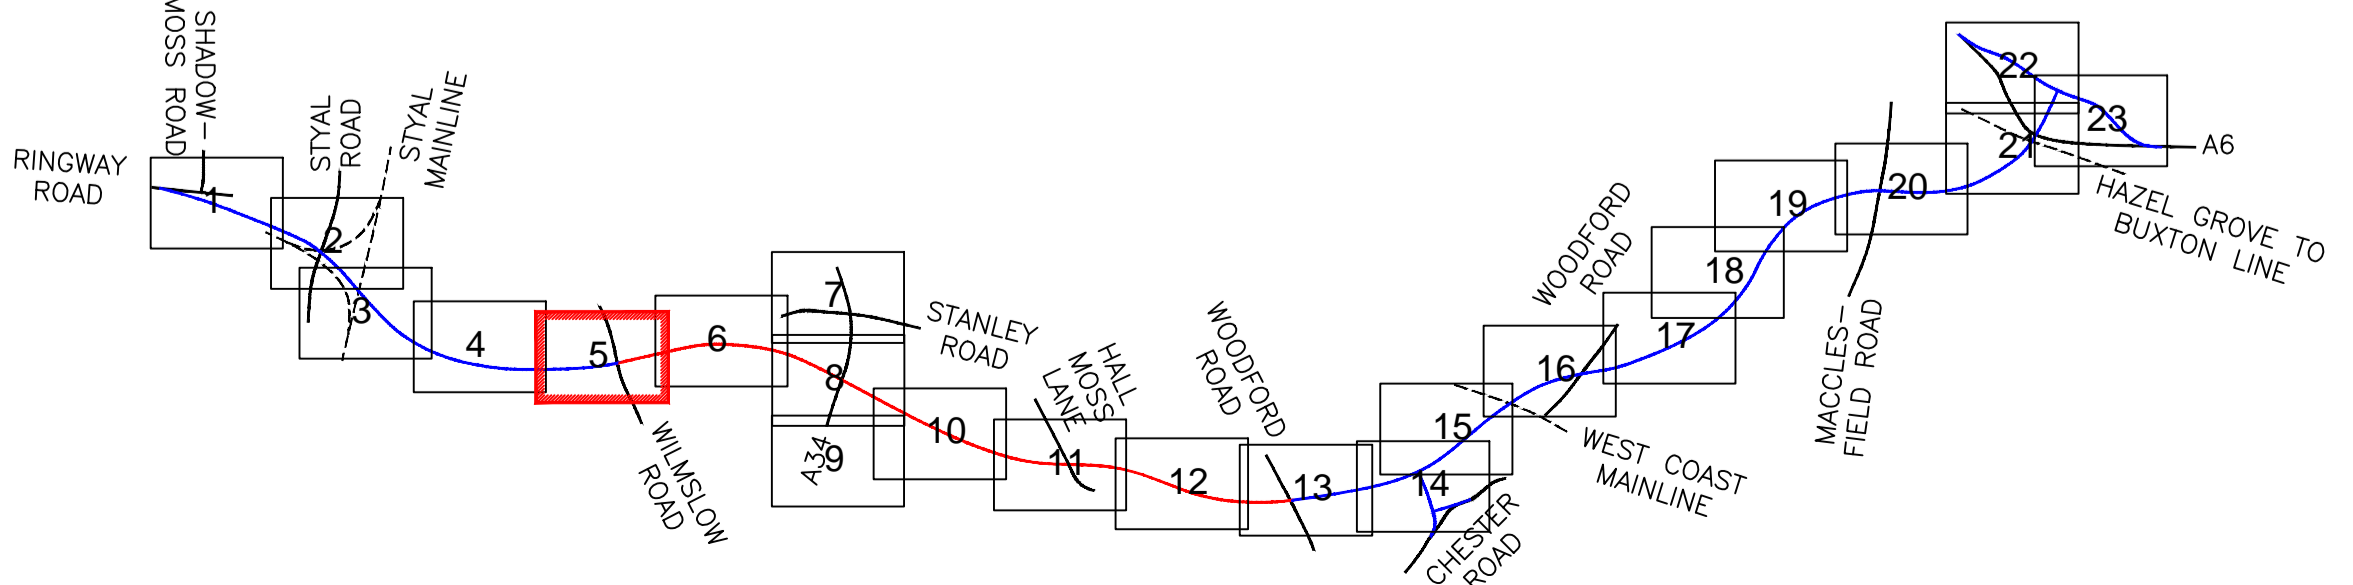 SHADOW–
MOSS ROAD
RINGWAY
ROAD
1
STYAL
ROAD
STYAL
MAINLINE
2
3
4
5
WILMSLOW
ROAD
6
7
STANLEY
ROAD
8
A34
9
10
HALL
MOSS
LANE
11
12
WOODFORD
ROAD
13
14
CHESTER
ROAD
15
WEST COAST
MAINLINE
16
WOODFORD
ROAD
17
18
19
MACCLES–
FIELD ROAD
20
21
22
23
A6
HAZEL GROVE TO
BUXTON LINE